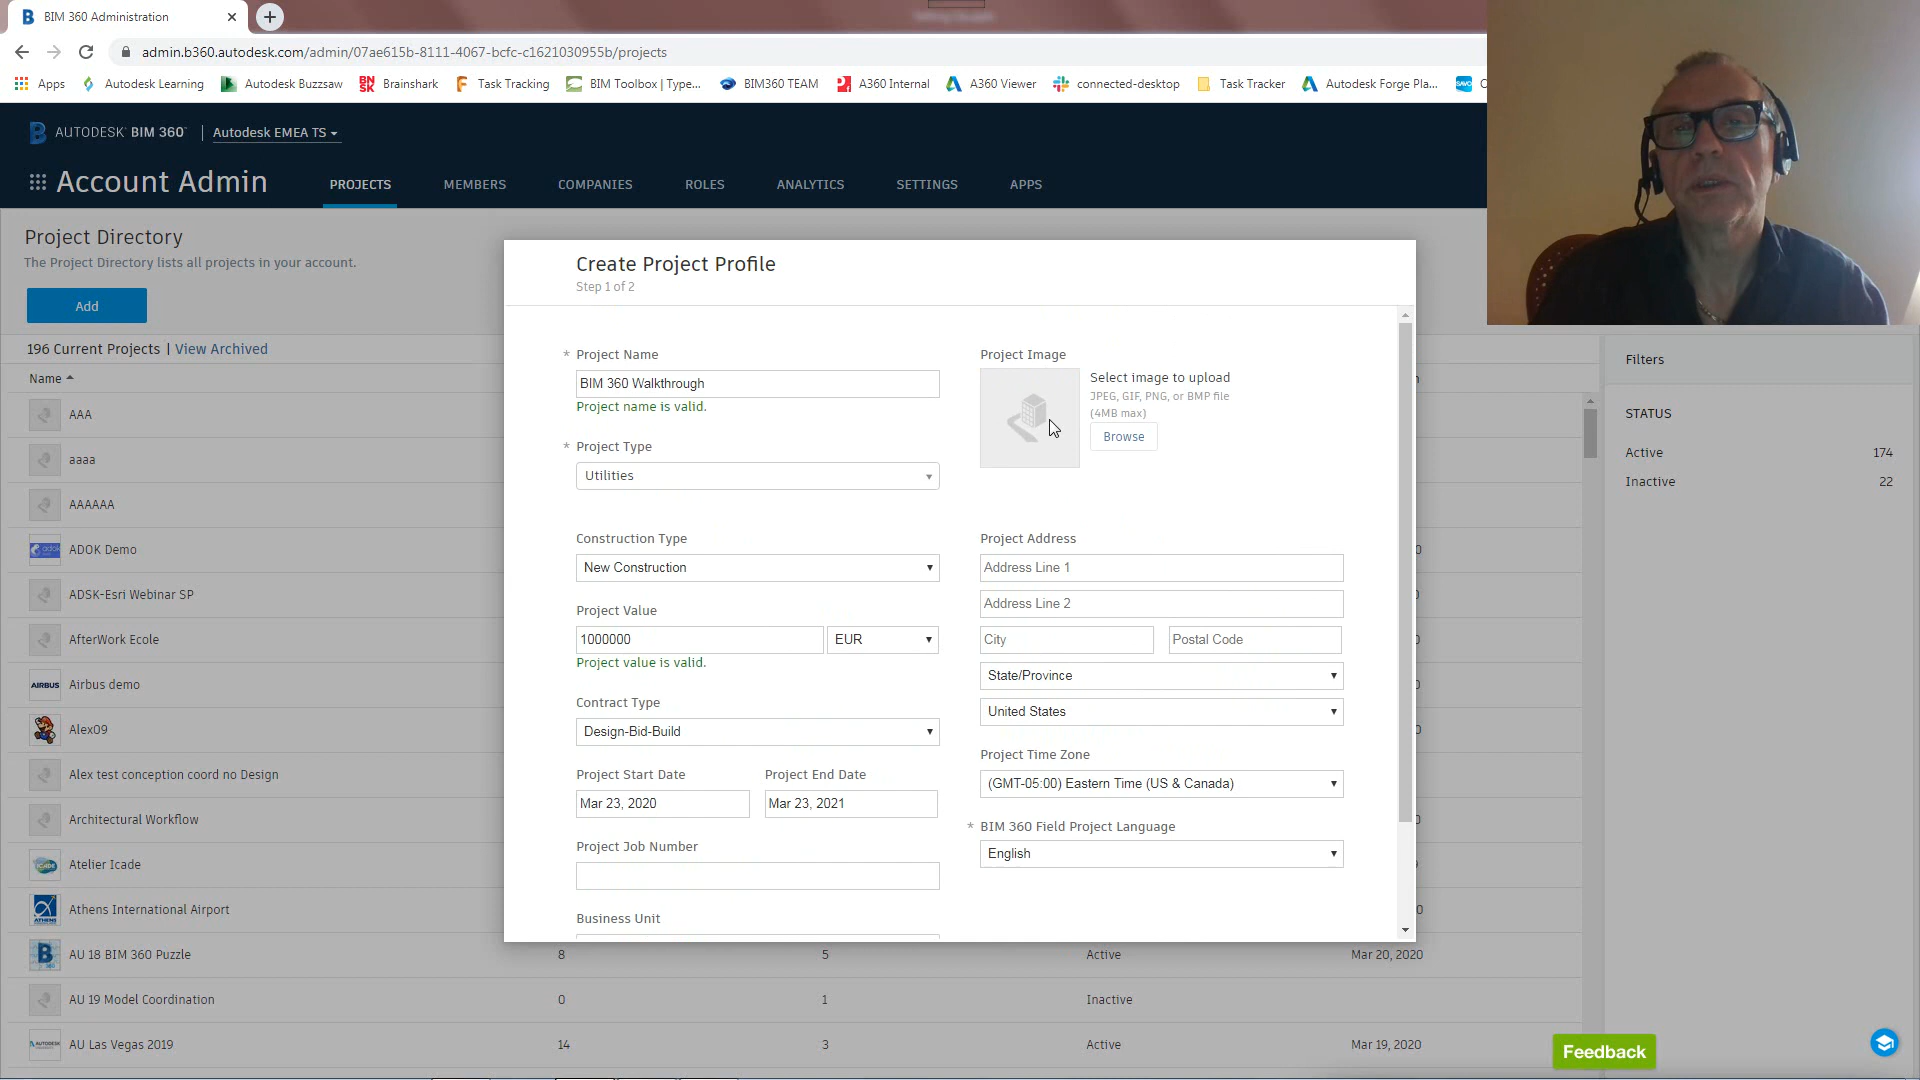 BIM 360 Administration
admin.b360.autodesk.com/admin/07ae615b-8111-4067-bcfc-c1621030955b/projects
Apps Autodesk Learning Autodesk Buzzsaw BN SK Brainshark Task Tracking BIM Toolbox | Type... BIM360 TEAM A360 Internal A360 Viewer connected-desktop Task Tracker Autodesk Forge Pla... SAVO
AUTODESK BIM 360 Autodesk EMEA TS
Account Admin PROJECTS MEMBERS COMPANIES ROLES ANALYTICS SETTINGS APPS
Project Directory
The Project Directory lists all projects in your account.
Add
196 Current Projects | View Archived
Name
AAA
aaaa
AAAAAA
ADOK Demo
ADSK-Esri Webinar SP
AfterWork Ecole
AIRBUS Airbus demo
Alex09
Alex test conception coord no Design
Architectural Workflow
Atelier Icade
Athens International Airport
AU 18 BIM 360 Puzzle 8 5 Active Mar 20, 2020
AU 19 Model Coordination 0 1 Inactive
AU Las Vegas 2019 14 3 Active Mar 19, 2020
Create Project Profile
Step 1 of 2
* Project Name
BIM 360 Walkthrough
Project name is valid.
* Project Type
Utilities
Construction Type
New Construction
Project Value
1000000 EUR
Project value is valid.
Contract Type
Design-Bid-Build
Project Start Date Project End Date
Mar 23, 2020 Mar 23, 2021
Project Job Number
Business Unit
Project Image
Select image to upload
JPEG, GIF, PNG, or BMP file
(4MB max)
Browse
Project Address
Address Line 1
Address Line 2
City Postal Code
State/Province
United States
Project Time Zone
(GMT-05:00) Eastern Time (US & Canada)
* BIM 360 Field Project Language
English
Filters
STATUS
Active 174
Inactive 22
Feedback